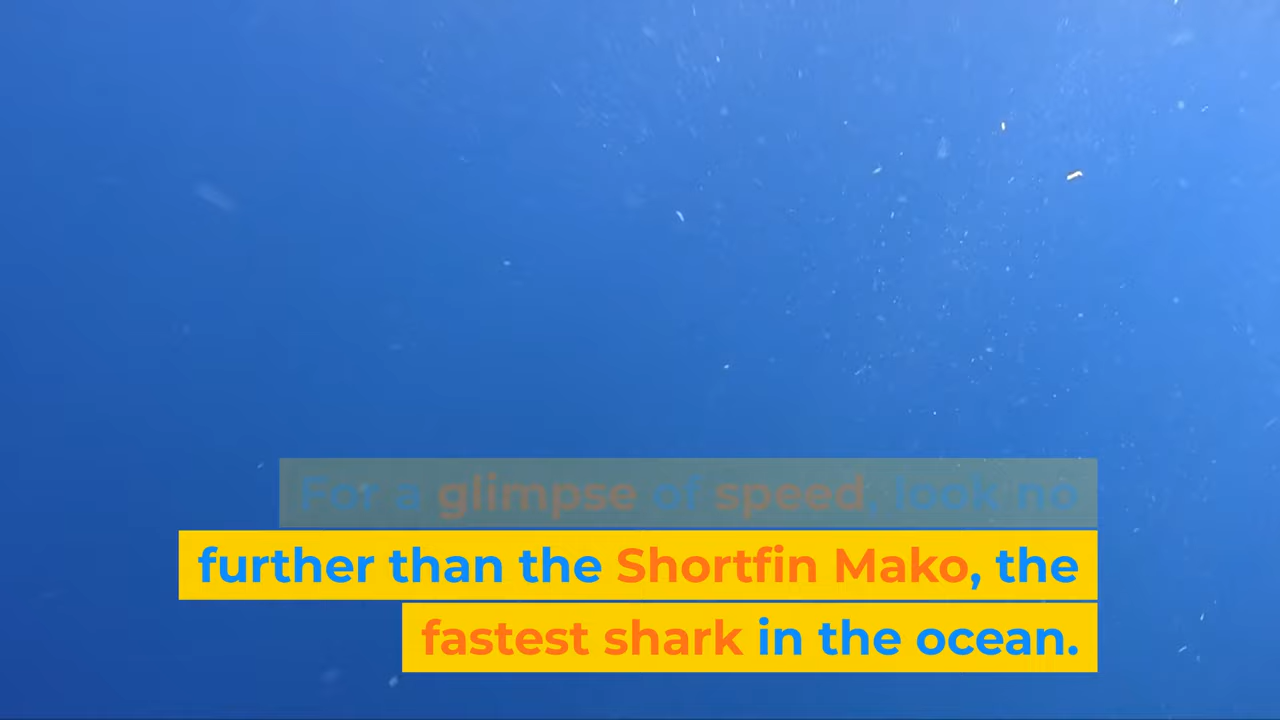 For a glimpse of speed, look no
further than the Shortfin Mako, the
fastest shark in the ocean.